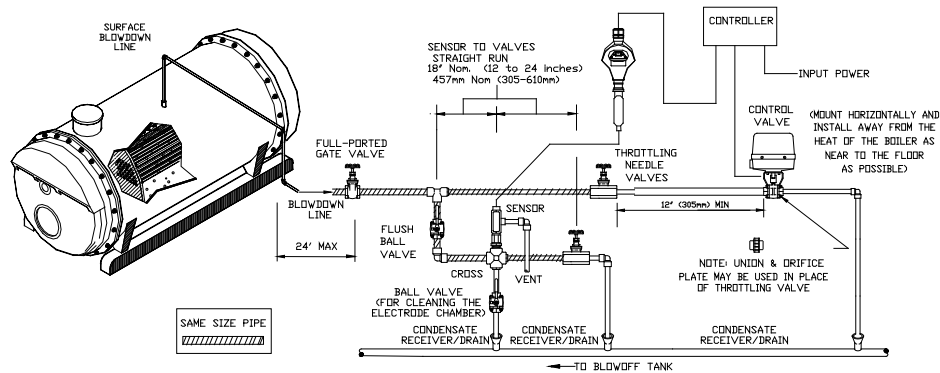 SURFACE
BLOWDOWN
LINE
SENSOR TO VALVES
STRAIGHT RUN
18" Nom. (12 to 24 Inches)
457mm Nom (305-610mm)
CONTROLLER
INPUT POWER
CONTROL
VALVE
(MOUNT HORIZONTALLY AND
INSTALL AWAY FROM THE
HEAT OF THE BOILER AS
NEAR TO THE FLOOR
AS POSSIBLE)
FULL-PORTED
GATE VALVE
THROTTLING
NEEDLE
VALVES
BLOWDOWN
LINE
12" (305mm) MIN
SENSOR
24' MAX
FLUSH
BALL
VALVE
CROSS
VENT
NOTE: UNION & ORIFICE
PLATE MAY BE USED IN PLACE
OF THROTTLING VALVE
BALL VALVE
(FOR CLEANING THE
ELECTRODE CHAMBER)
SAME SIZE PIPE
CONDENSATE
RECEIVER/DRAIN
CONDENSATE
RECEIVER/DRAIN
CONDENSATE
RECEIVER/DRAIN
TO BLOWOFF TANK